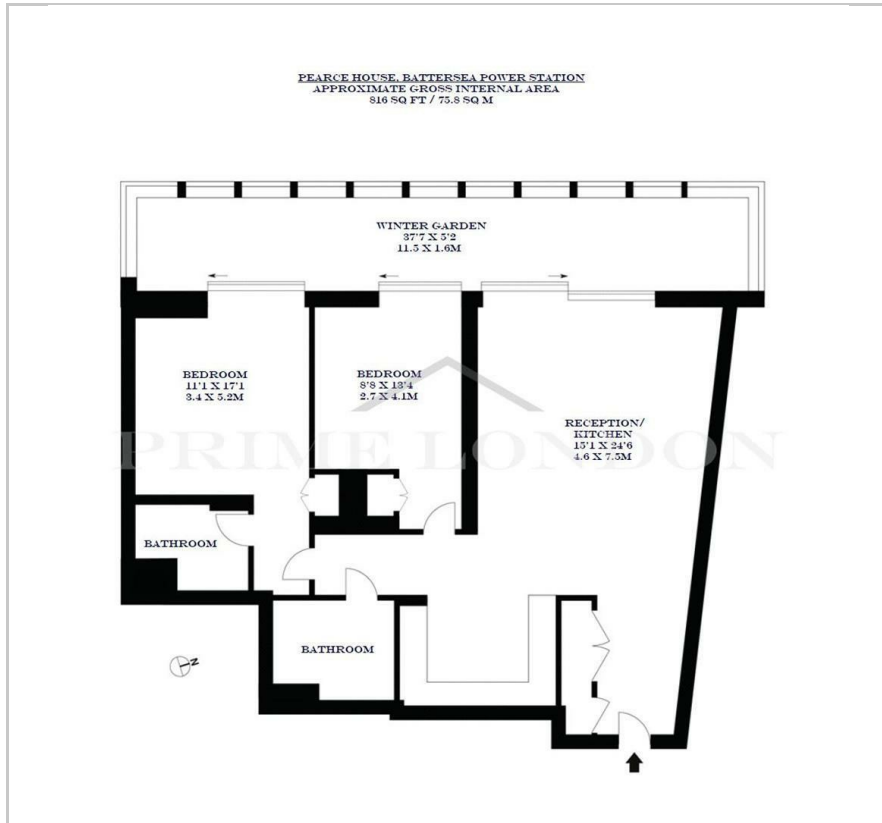 PEARCE HOUSE, BATTERSEA POWER STATION
APPROXIMATE GROSS INTERNAL AREA
816 SQ FT / 75.8 SQ M
WINTER GARDEN
37'7 X 5'2
11.5 X 1.6M
BEDROOM
11'1 X 17'1
3.4 X 5.2M
BEDROOM
8'8 X 13'4
2.7 X 4.1M
RECEPTION/
KITCHEN
15'1 X 24'6
4.6 X 7.5M
PRIME LONDON
BATHROOM
BATHROOM
N